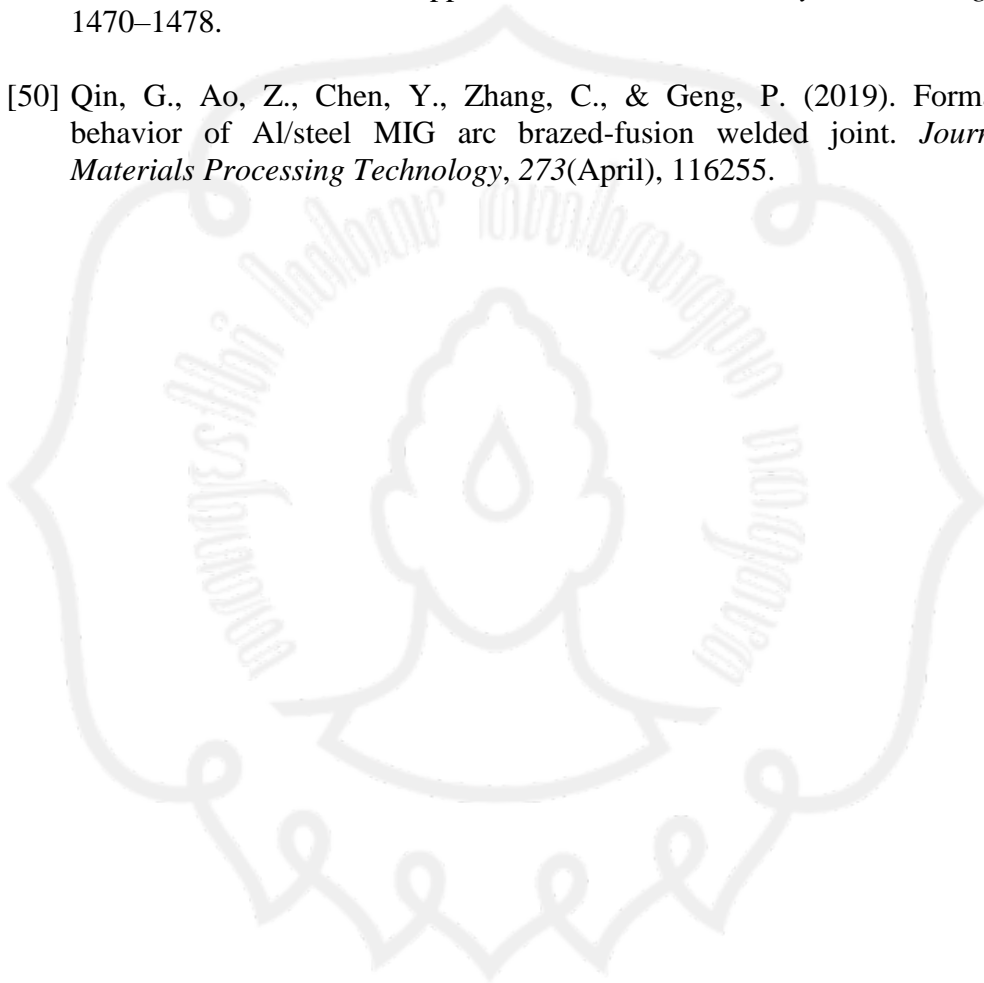 1470–1478.
[50] Qin, G., Ao, Z., Chen, Y., Zhang, C., & Geng, P. (2019). Forma
behavior of Al/steel MIG arc brazed-fusion welded joint. Journ
Materials Processing Technology, 273(April), 116255.